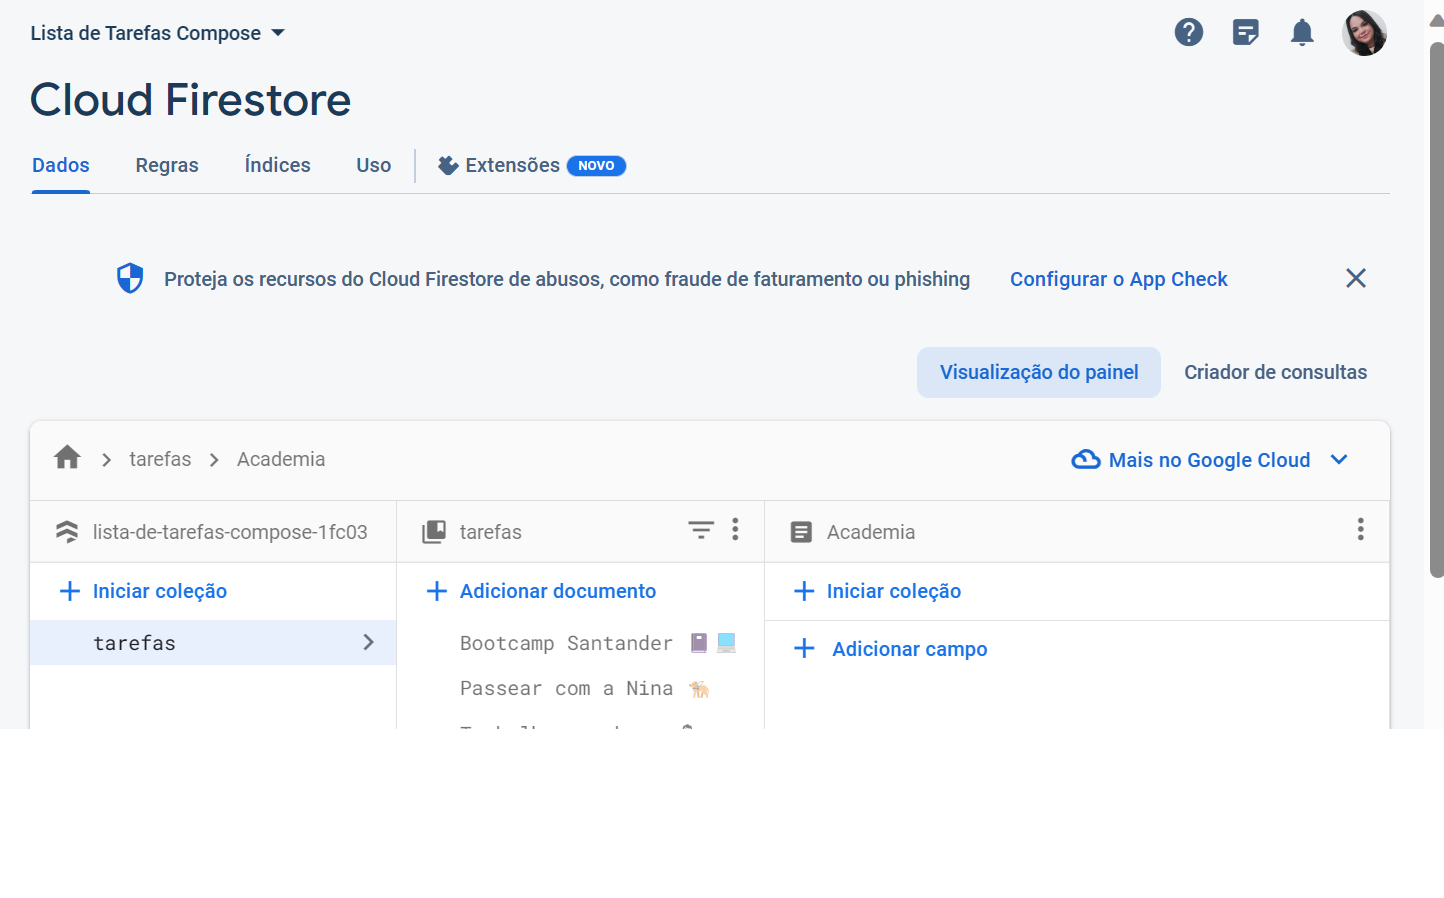 Lista de Tarefas Compose
Cloud Firestore
Dados Regras Índices Uso Extensões NOVO
Proteja os recursos do Cloud Firestore de abusos, como fraude de faturamento ou phishing Configurar o App Check
Visualização do painel Criador de consultas
tarefas Academia Mais no Google Cloud
lista-de-tarefas-compose-1fc03 tarefas Academia
Iniciar coleção Adicionar documento Iniciar coleção
tarefas Bootcamp Santander Adicionar campo
Passear com a Nina